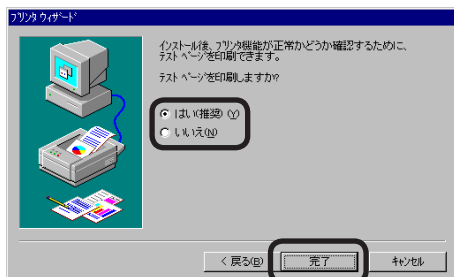 プリンタ ウィザード
インストール後、プリンタ機能が正常かどうか確認するために、
テスト ページを印刷できます。
テスト ページを印刷しますか?
はい(推奨) (Y)
いいえ(N)
< 戻る(B)
完了
キャンセル